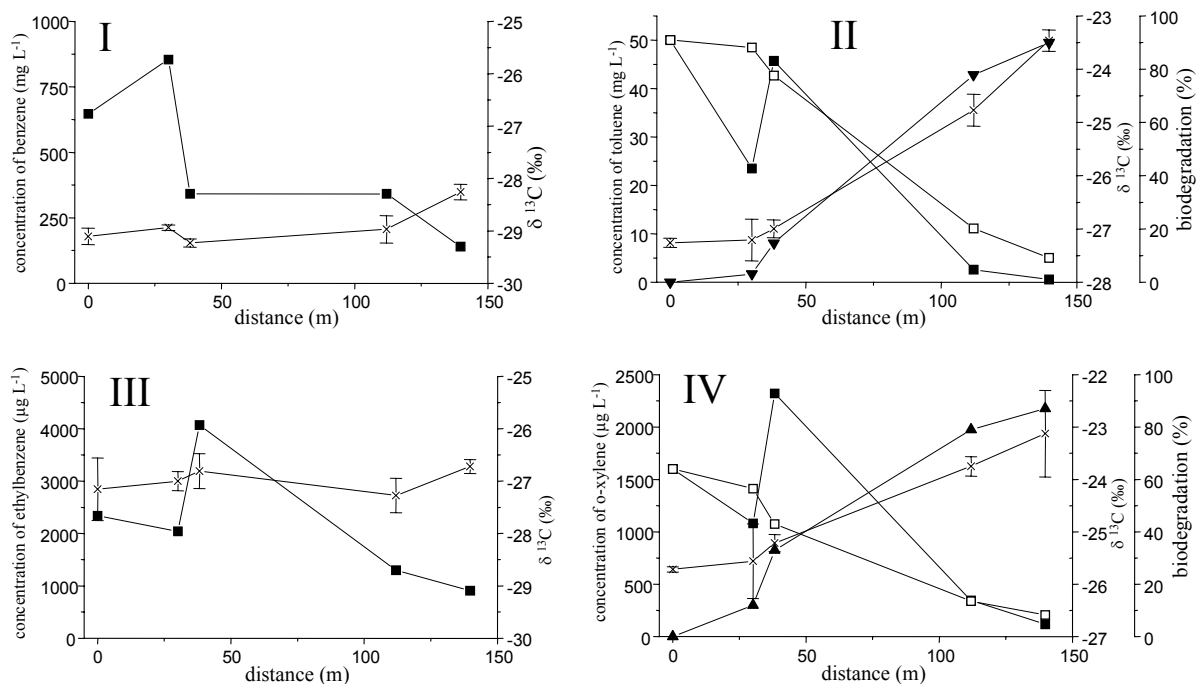 I
concentration of benzene (mg L-1)
1000
750
500
250
0
-25
-26
-27
-28
-29
-30
δ 13C (‰)
0 50 100 150
distance (m)
II
concentration of toluene (mg L-1)
50
40
30
20
10
0
-23
-24
-25
-26
-27
-28
δ 13C (‰)
100
80
60
40
20
0
biodegradation (%)
0 50 100 150
distance (m)
III
concentration of ethylbenzene (µg L-1)
5000
4000
3000
2000
1000
0
-25
-26
-27
-28
-29
-30
δ 13C (‰)
0 50 100 150
distance (m)
IV
concentration of o-xylene (µg L-1)
2500
2000
1500
1000
500
0
-22
-23
-24
-25
-26
-27
δ 13C (‰)
100
80
60
40
20
0
biodegradation (%)
0 50 100 150
distance (m)